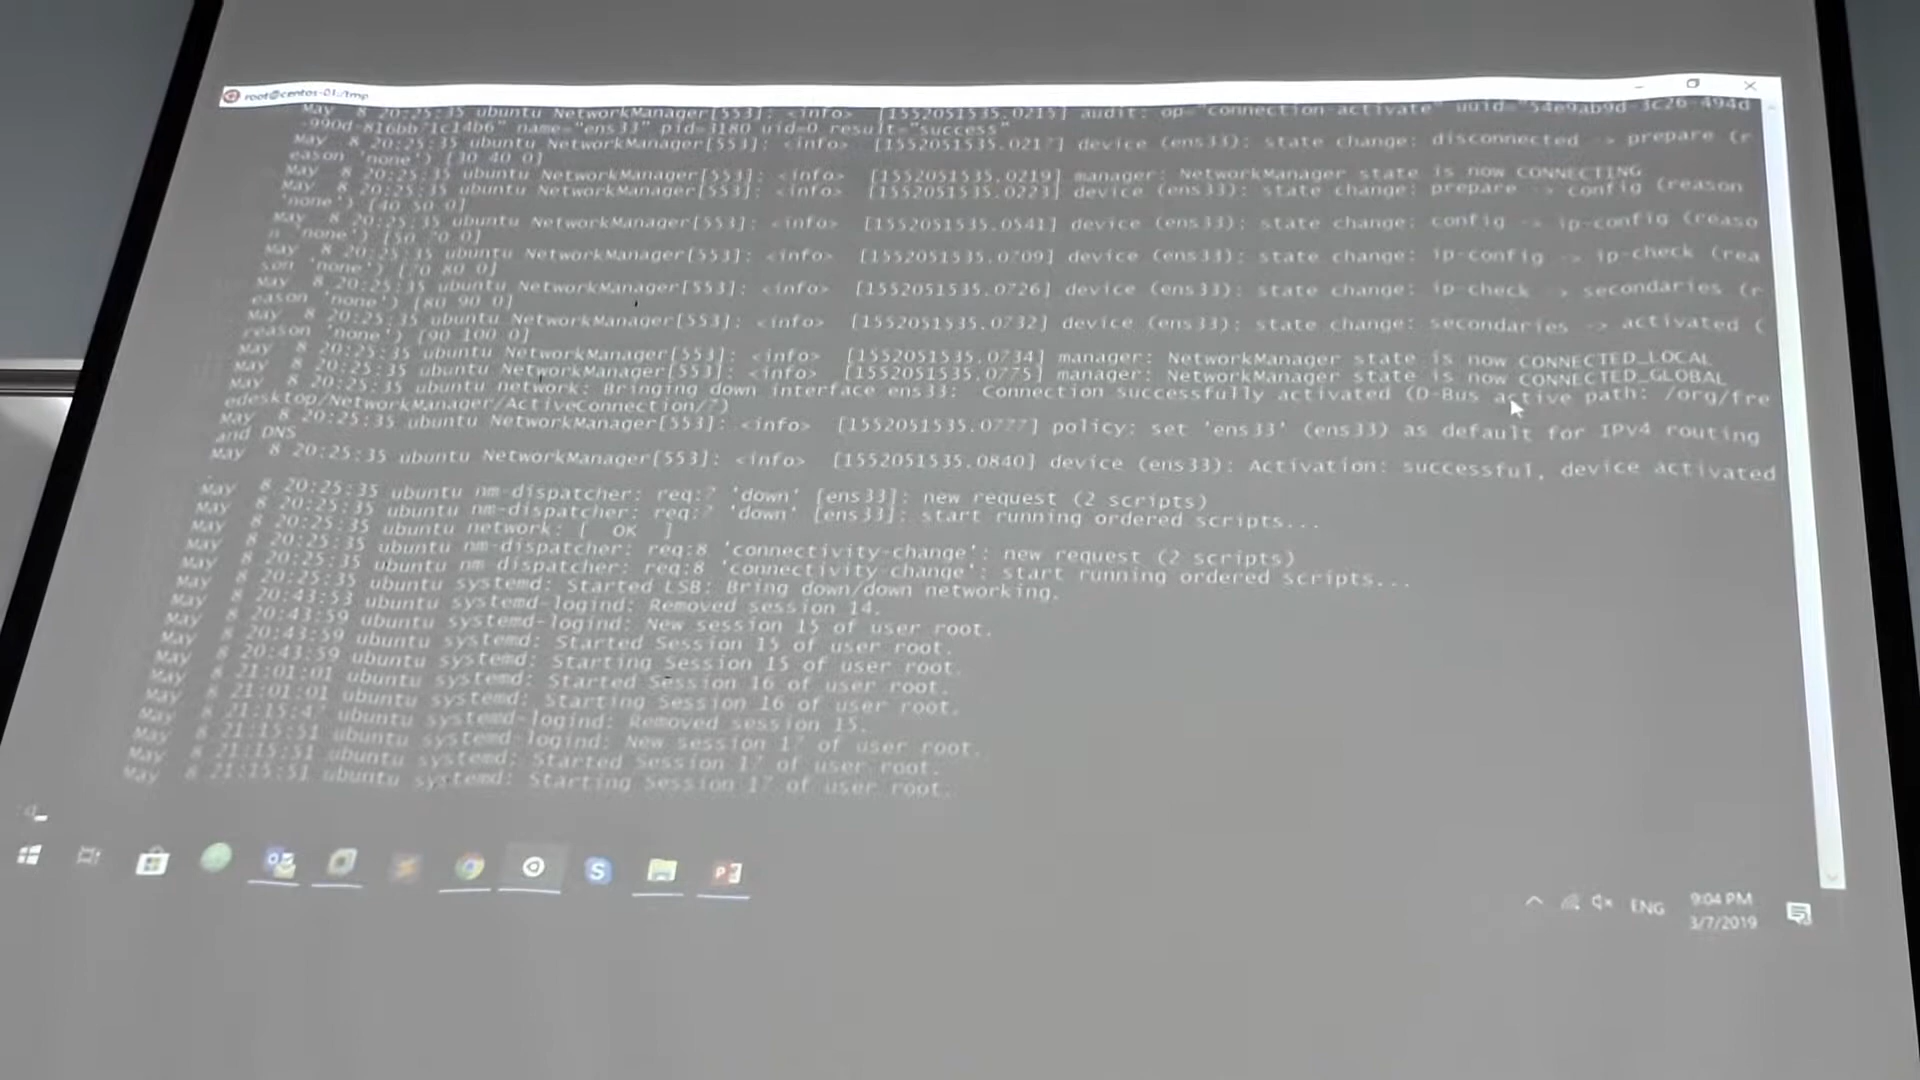 root@centos-01:/tmp
May 8 20:25:35 ubuntu NetworkManager[553]: <info> [1552051535.0215] audit: op="connection-activate" uuid="54e9ab9d-3c26-494d
-990d-816bb71c14b6" name="ens33" pid=3180 uid=0 result="success"
May 8 20:25:35 ubuntu NetworkManager[553]: <info> [1552051535.0217] device (ens33): state change: disconnected -> prepare (r
eason 'none') [30 40 0]
May 8 20:25:35 ubuntu NetworkManager[553]: <info> [1552051535.0219] manager: NetworkManager state is now CONNECTING
May 8 20:25:35 ubuntu NetworkManager[553]: <info> [1552051535.0223] device (ens33): state change: prepare -> config (reason
'none') [40 50 0]
May 8 20:25:35 ubuntu NetworkManager[553]: <info> [1552051535.0541] device (ens33): state change: config -> ip-config (reaso
n 'none') [50 70 0]
May 8 20:25:35 ubuntu NetworkManager[553]: <info> [1552051535.0709] device (ens33): state change: ip-config -> ip-check (rea
son 'none') [70 80 0]
May 8 20:25:35 ubuntu NetworkManager[553]: <info> [1552051535.0726] device (ens33): state change: ip-check -> secondaries (r
eason 'none') [80 90 0]
May 8 20:25:35 ubuntu NetworkManager[553]: <info> [1552051535.0732] device (ens33): state change: secondaries -> activated (
reason 'none') [90 100 0]
May 8 20:25:35 ubuntu NetworkManager[553]: <info> [1552051535.0734] manager: NetworkManager state is now CONNECTED_LOCAL
May 8 20:25:35 ubuntu NetworkManager[553]: <info> [1552051535.0775] manager: NetworkManager state is now CONNECTED_GLOBAL
May 8 20:25:35 ubuntu network: Bringing down interface ens33: Connection successfully activated (D-Bus active path: /org/fre
edesktop/NetworkManager/ActiveConnection/7)
May 8 20:25:35 ubuntu NetworkManager[553]: <info> [1552051535.0777] policy: set 'ens33' (ens33) as default for IPv4 routing
and DNS
May 8 20:25:35 ubuntu NetworkManager[553]: <info> [1552051535.0840] device (ens33): Activation: successful, device activated
.
May 8 20:25:35 ubuntu nm-dispatcher: req:7 'down' [ens33]: new request (2 scripts)
May 8 20:25:35 ubuntu nm-dispatcher: req:7 'down' [ens33]: start running ordered scripts...
May 8 20:25:35 ubuntu network: [ OK ]
May 8 20:25:35 ubuntu nm-dispatcher: req:8 'connectivity-change': new request (2 scripts)
May 8 20:25:35 ubuntu nm-dispatcher: req:8 'connectivity-change': start running ordered scripts...
May 8 20:25:35 ubuntu systemd: Started LSB: Bring down/down networking.
May 8 20:43:53 ubuntu systemd-logind: Removed session 14.
May 8 20:43:59 ubuntu systemd-logind: New session 15 of user root.
May 8 20:43:59 ubuntu systemd: Started Session 15 of user root.
May 8 20:43:59 ubuntu systemd: Starting Session 15 of user root.
May 8 21:01:01 ubuntu systemd: Started Session 16 of user root.
May 8 21:01:01 ubuntu systemd: Starting Session 16 of user root.
May 8 21:15:47 ubuntu systemd-logind: Removed session 15.
May 8 21:15:51 ubuntu systemd-logind: New session 17 of user root.
May 8 21:15:51 ubuntu systemd: Started Session 17 of user root.
May 8 21:15:51 ubuntu systemd: Starting Session 17 of user root.
ENG
9:04 PM
3/7/2019